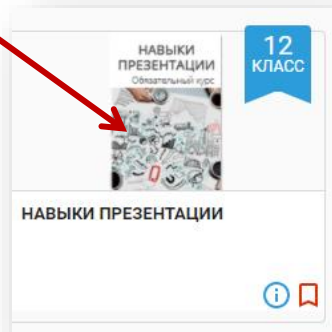 НАВЫКИ
ПРЕЗЕНТАЦИИ
Обязательный курс
12
КЛАСС
НАВЫКИ ПРЕЗЕНТАЦИИ